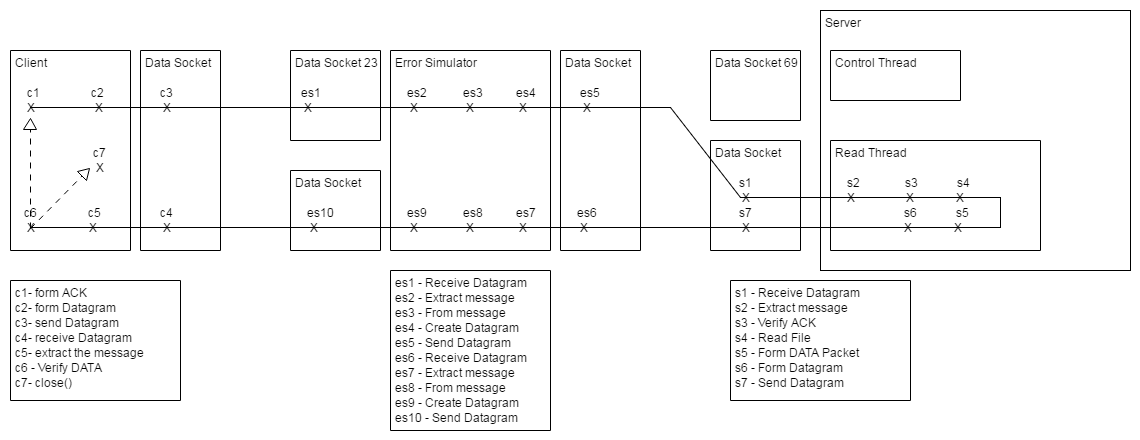 Server
Client
Data Socket
Data Socket 23
Error Simulator
Data Socket
Data Socket 69
Control Thread
c1
c2
c3
es1
es2
es3
es4
es5
X
X
X
X
X
X
X
X
c7
X
Data Socket
Read Thread
Data Socket
s1
s2
s3
s4
X
X
X
X
c6
c5
c4
es10
es9
es8
es7
es6
s7
s6
s5
X
X
X
X
X
X
X
X
X
X
X
c1- form ACK
c2- form Datagram
c3- send Datagram
c4- receive Datagram
c5- extract the message
c6 - Verify DATA
c7- close()
es1 - Receive Datagram
es2 - Extract message
es3 - From message
es4 - Create Datagram
es5 - Send Datagram
es6 - Receive Datagram
es7 - Extract message
es8 - From message
es9 - Create Datagram
es10 - Send Datagram
s1 - Receive Datagram
s2 - Extract message
s3 - Verify ACK
s4 - Read File
s5 - Form DATA Packet
s6 - Form Datagram
s7 - Send Datagram